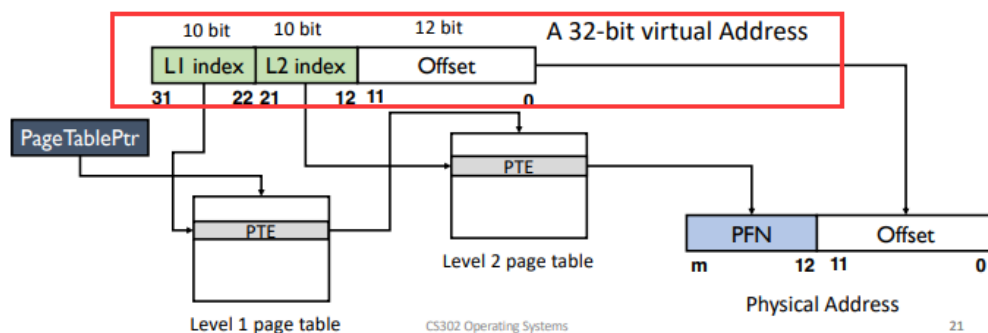 10 bit 10 bit 12 bit A 32-bit virtual Address
L1 index L2 index Offset
31 22 21 12 11 0
PageTablePtr
PTE
PTE
PFN Offset
Level 2 page table
m 12 11 0
Physical Address
Level 1 page table CS302 Operating Systems 21